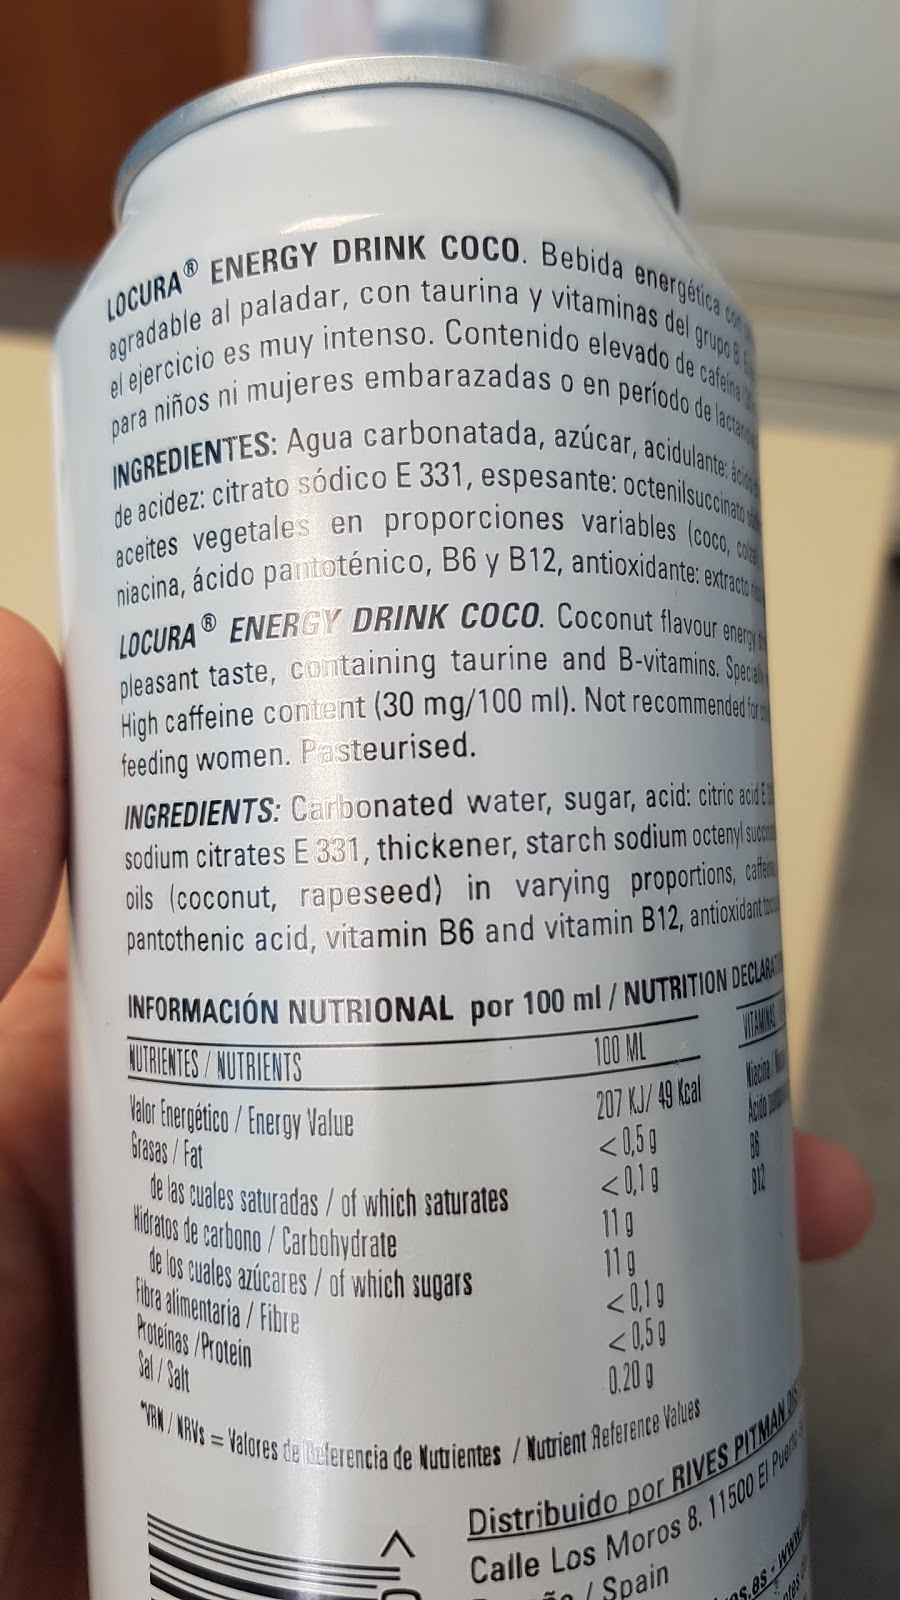 LOCURA® ENERGY DRINK COCO. Bebida energética con
agradable al paladar, con taurina y vitaminas del grupo B.
el ejercicio es muy intenso. Contenido elevado de cafeína
para niños ni mujeres embarazadas o en período de
INGREDIENTES: Agua carbonatada, azúcar, acidulante:
de acidez: citrato sódico E 331, espesante: octenilsuccinato
aceites vegetales en proporciones variables (coco,
niacina, ácido pantoténico, B6 y B12, antioxidante: extracto
LOCURA® ENERGY DRINK COCO. Coconut flavour energy
pleasant taste, containing taurine and B-vitamins.
High caffeine content (30 mg/100 ml). Not recommended for
feeding women. Pasteurised.
INGREDIENTS: Carbonated water, sugar, acid: citric acid
sodium citrates E 331, thickener, starch sodium octenyl
oils (coconut, rapeseed) in varying proportions,
pantothenic acid, vitamin B6 and vitamin B12, antioxidant
INFORMACIÓN NUTRIONAL por 100 ml / NUTRITION
NUTRIENTES / NUTRIENTS 100 ML
Valor Energético / Energy Value 207 KJ/ 49 Kcal
Grasas / Fat <0,5 g
de las cuales saturadas / of which saturates <0,1 g
Hidratos de carbono / Carbohydrate 11 g
de los cuales azúcares / of which sugars 11 g
Fibra alimentaria / Fibre <0,1 g
Proteínas /Protein <0,5 g
Sal / Salt 0.20 g
VITAMINAS
Niacina /
Ácido
B6
B12
*VRN / NRVs = Valores de Referencia de Nutrientes / Nutrient Reference Values
Distribuido por RIVES PITMAN
Calle Los Moros 8. 11500 El
/ Spain